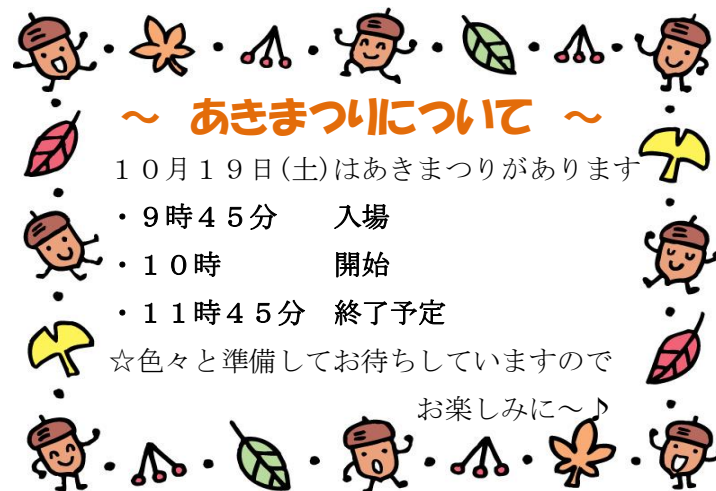 ～ あきまつりについて ～
１０月１９日(土)はあきまつりがあります
・９時４５分　　入場
・１０時　　　　開始
・１１時４５分　終了予定
☆色々と準備してお待ちしていますので
お楽しみに～♪